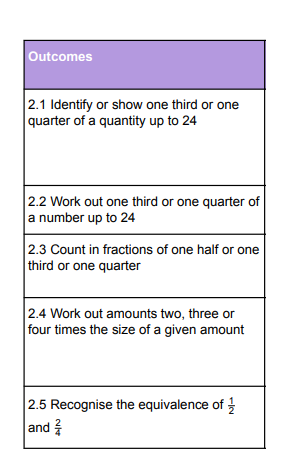 Outcomes
2.1 Identify or show one third or one
quarter of a quantity up to 24
2.2 Work out one third or one quarter of
a number up to 24
2.3 Count in fractions of one half or one
third or one quarter
2.4 Work out amounts two, three or
four times the size of a given amount
2.5 Recognise the equivalence of 1/2
and 2/4